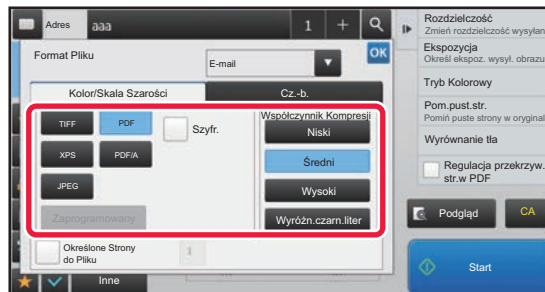 Adres
aaa
1
+
Format Pliku
E-mail
OK
Kolor/Skala Szarości
Cz.-b.
TIFF
PDF
Szyfr.
XPS
PDF/A
JPEG
Zaprogramowany
Współczynnik Kompresji
Niski
Średni
Wysoki
Wyróżn.czarn.liter
Określone Strony
do Pliku
1
Inne
Rozdzielczość
Zmień rozdzielczość wysyłan
Ekspozycja
Określ ekspoz. wysył. obrazu
Tryb Kolorowy
Pom.pust.str.
Pomiń puste strony w oryginal
Wyrównanie tła
Regulacja przekrzyw.
str.w PDF
Podgląd
CA
Start